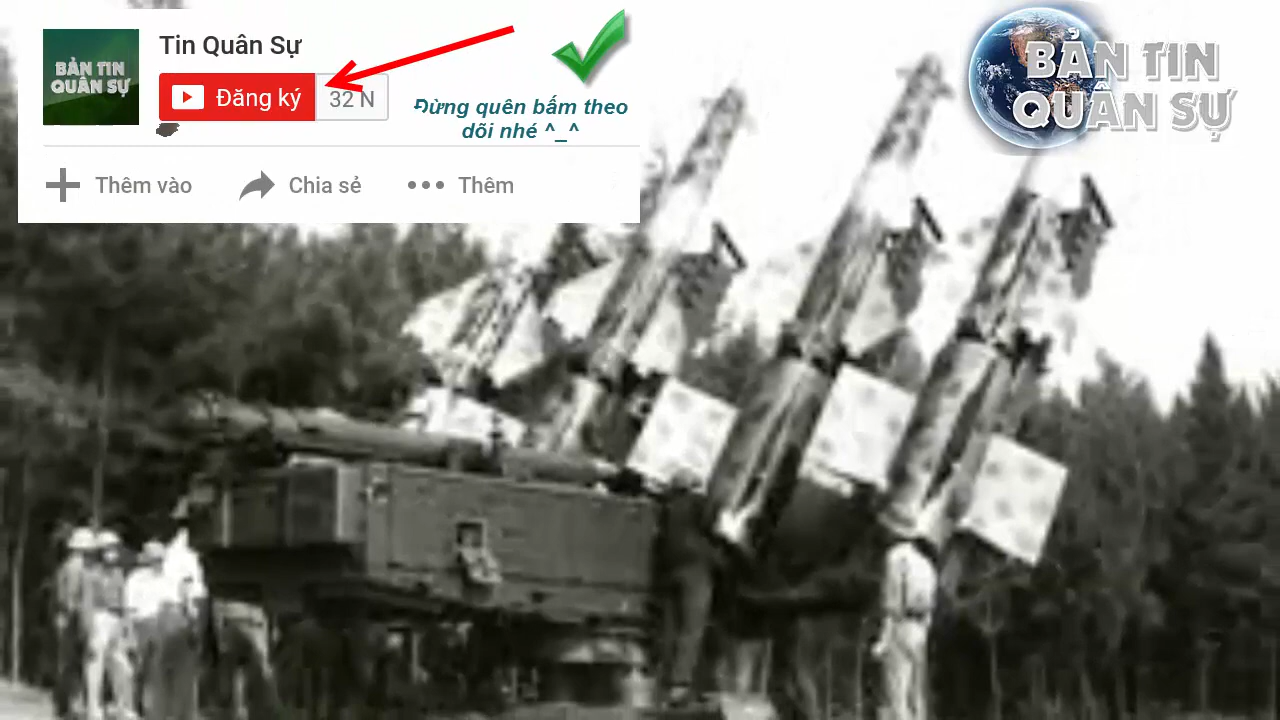 BẢN TIN
QUÂN SỰ
Tin Quân Sự
Đăng ký
32 N
Đừng quên bấm theo
dõi nhé ^_^
Thêm vào
Chia sẻ
Thêm
BẢN TIN
QUÂN SỰ